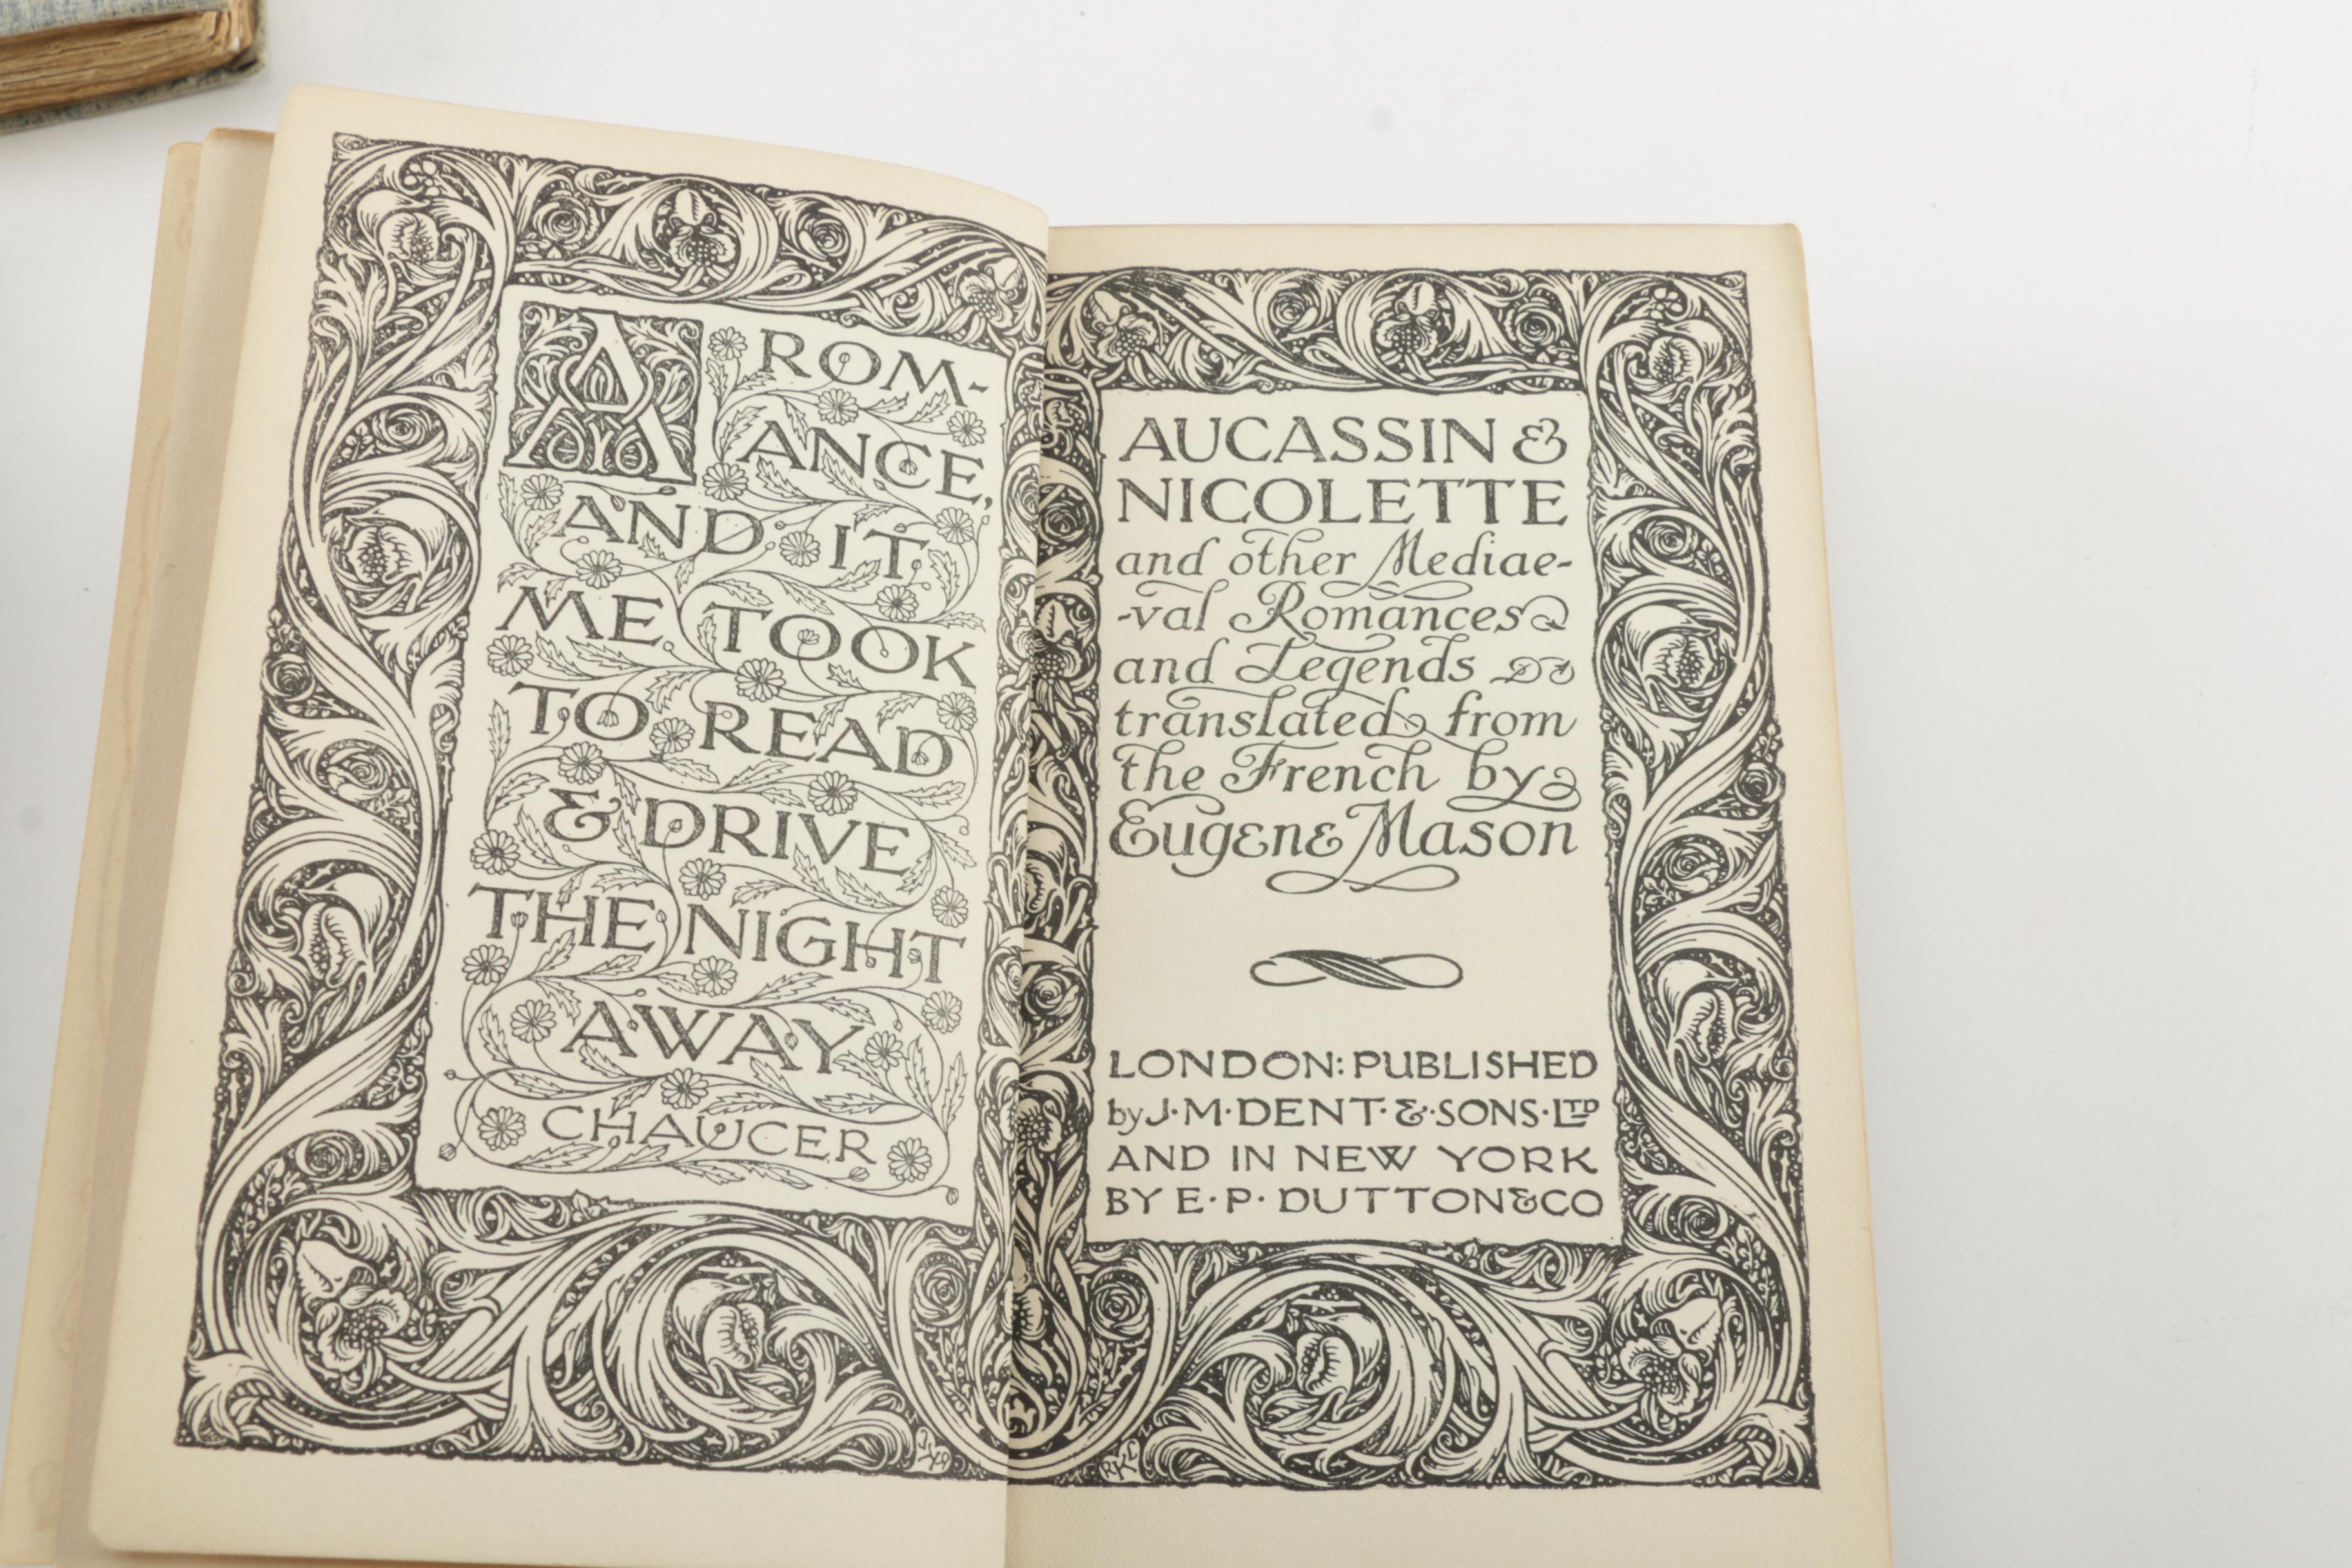 A ROM-
ANCE,
AND IT
ME TOOK
TO READ
& DRIVE
THE NIGHT
AWAY
CHAUCER
AUCASSIN &
NICOLETTE
and other Mediae-
-val Romances
and Legends
translated from
the French by
Eugene Mason
LONDON: PUBLISHED
by J·M·DENT·&·SONS·LTD
AND IN NEW YORK
BY E·P·DUTTON&CO
RKL